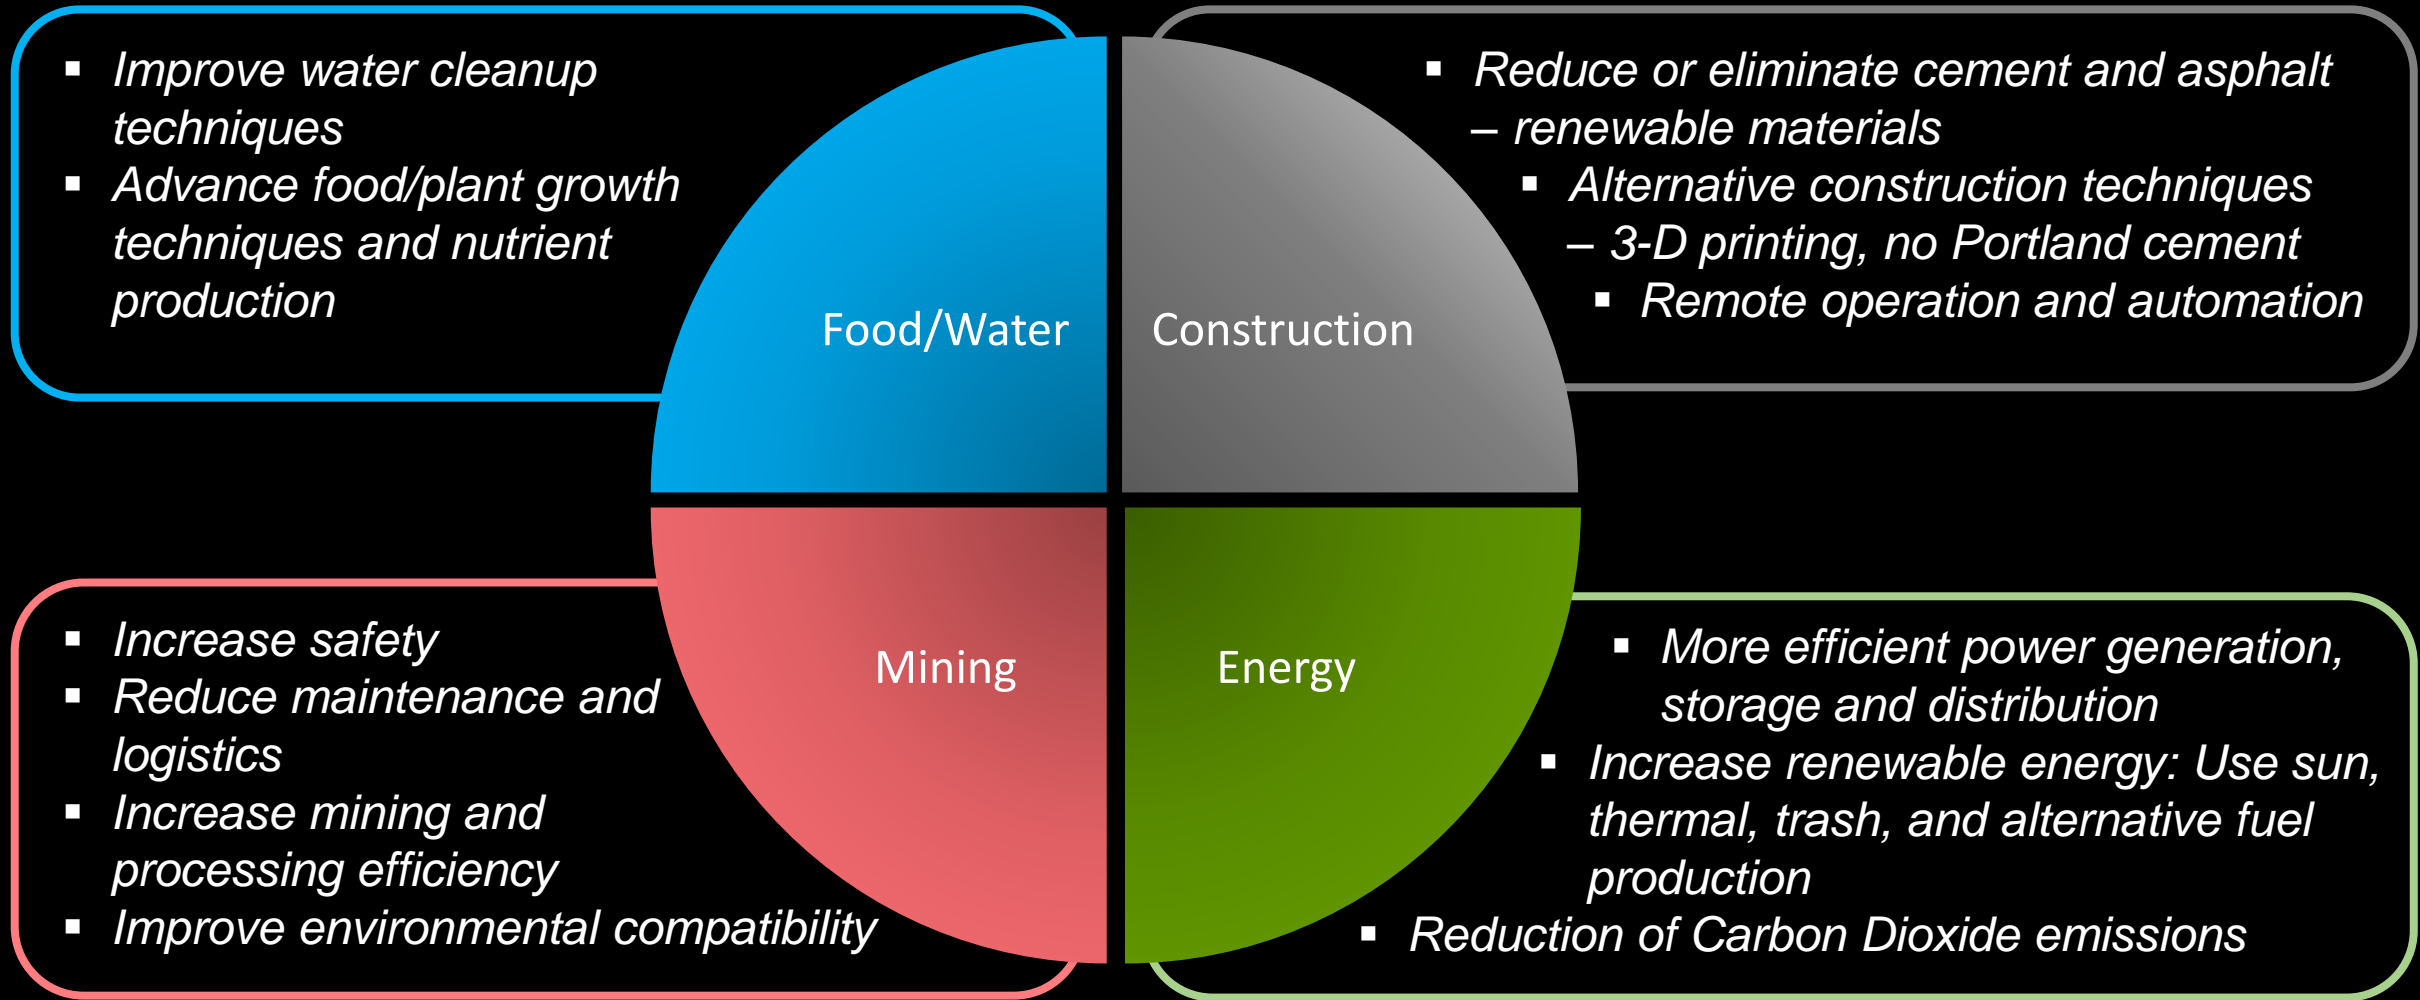 ▪ Improve water cleanup
techniques
▪ Advance food/plant growth
techniques and nutrient
production
Food/Water
▪ Reduce or eliminate cement and asphalt
– renewable materials
▪ Alternative construction techniques
– 3-D printing, no Portland cement
▪ Remote operation and automation
Construction
▪ Increase safety
▪ Reduce maintenance and
logistics
▪ Increase mining and
processing efficiency
▪ Improve environmental compatibility
Mining
▪ More efficient power generation,
storage and distribution
▪ Increase renewable energy: Use sun,
thermal, trash, and alternative fuel
production
▪ Reduction of Carbon Dioxide emissions
Energy